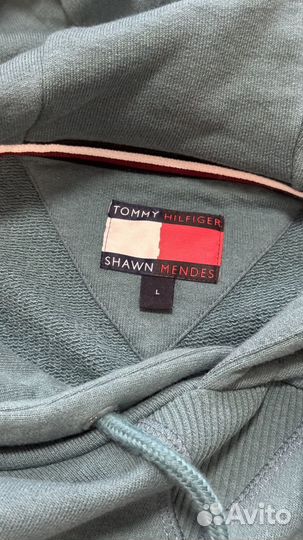 TOMMY HILFIGER
SHAWN MENDES
L
Avito